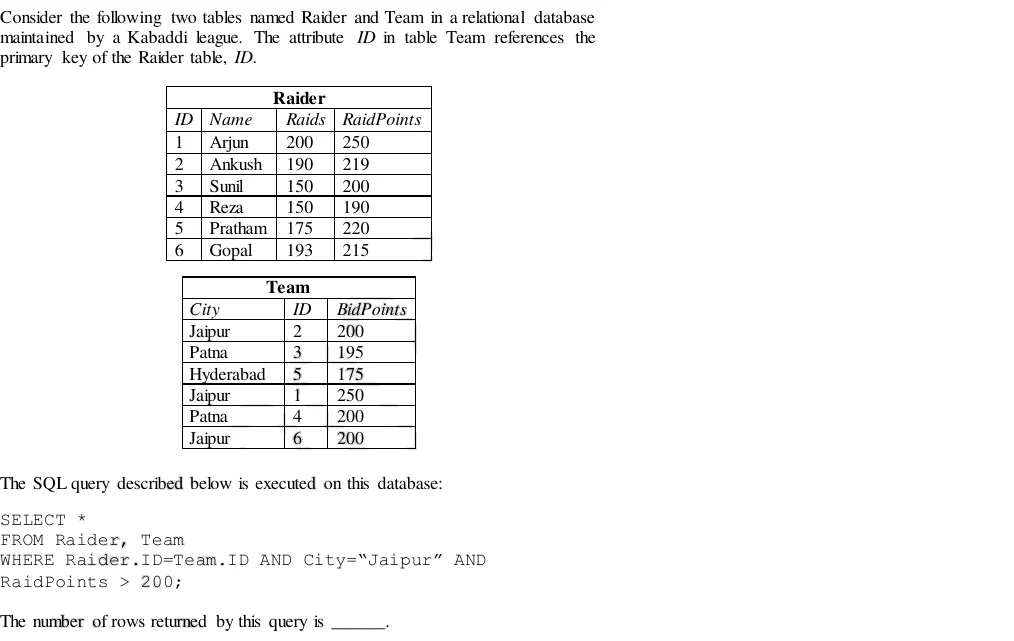 Consider the following two tables named Raider and Team in a relational database
maintained by a Kabaddi league. The attribute ID in table Team references the
primary key of the Raider table, ID.
Raider
ID Name Raids RaidPoints
1 Arjun 200 250
2 Ankush 190 219
3 Sunil 150 200
4 Reza 150 190
5 Pratham 175 220
6 Gopal 193 215
Team
City ID BidPoints
Jaipur 2 200
Patna 3 195
Hyderabad 5 175
Jaipur 1 250
Patna 4 200
Jaipur 6 200
The SQL query described below is executed on this database:
SELECT *
FROM Raider, Team
WHERE Raider.ID=Team.ID AND City=“Jaipur” AND
RaidPoints > 200;
The number of rows returned by this query is ______.